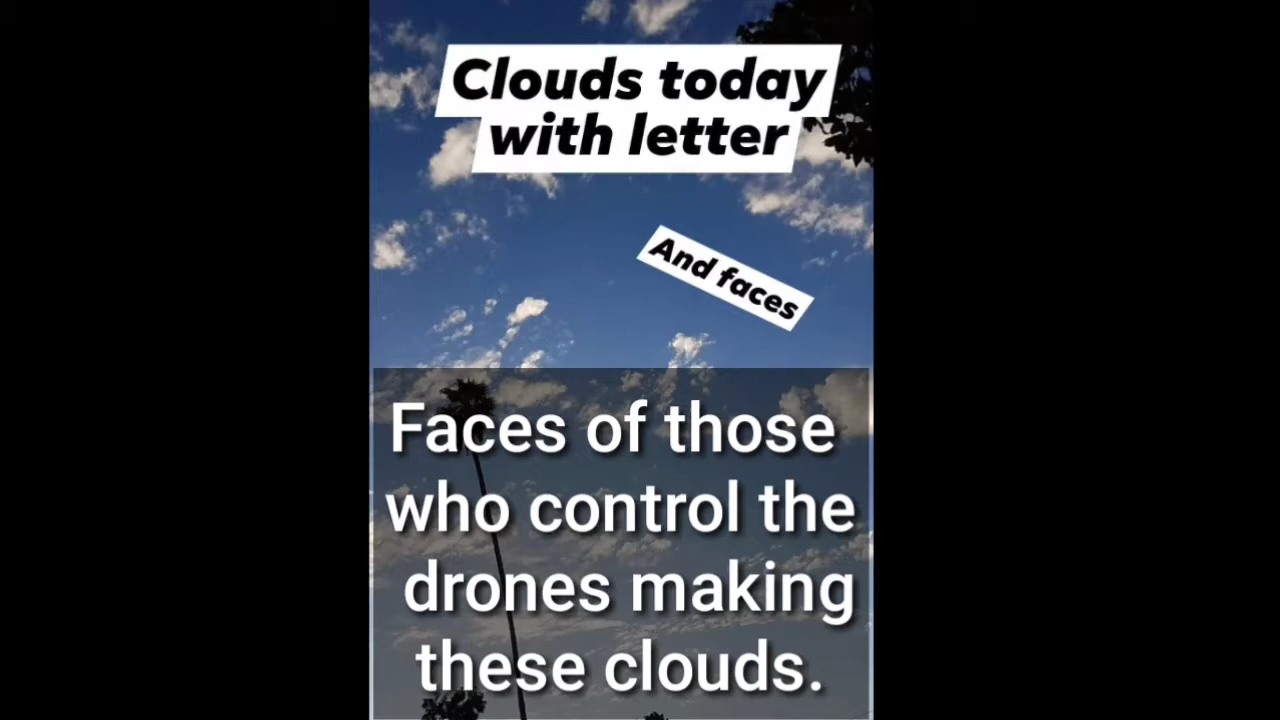 Clouds today
with letter
And faces
Faces of those
who control the
drones making
these clouds.